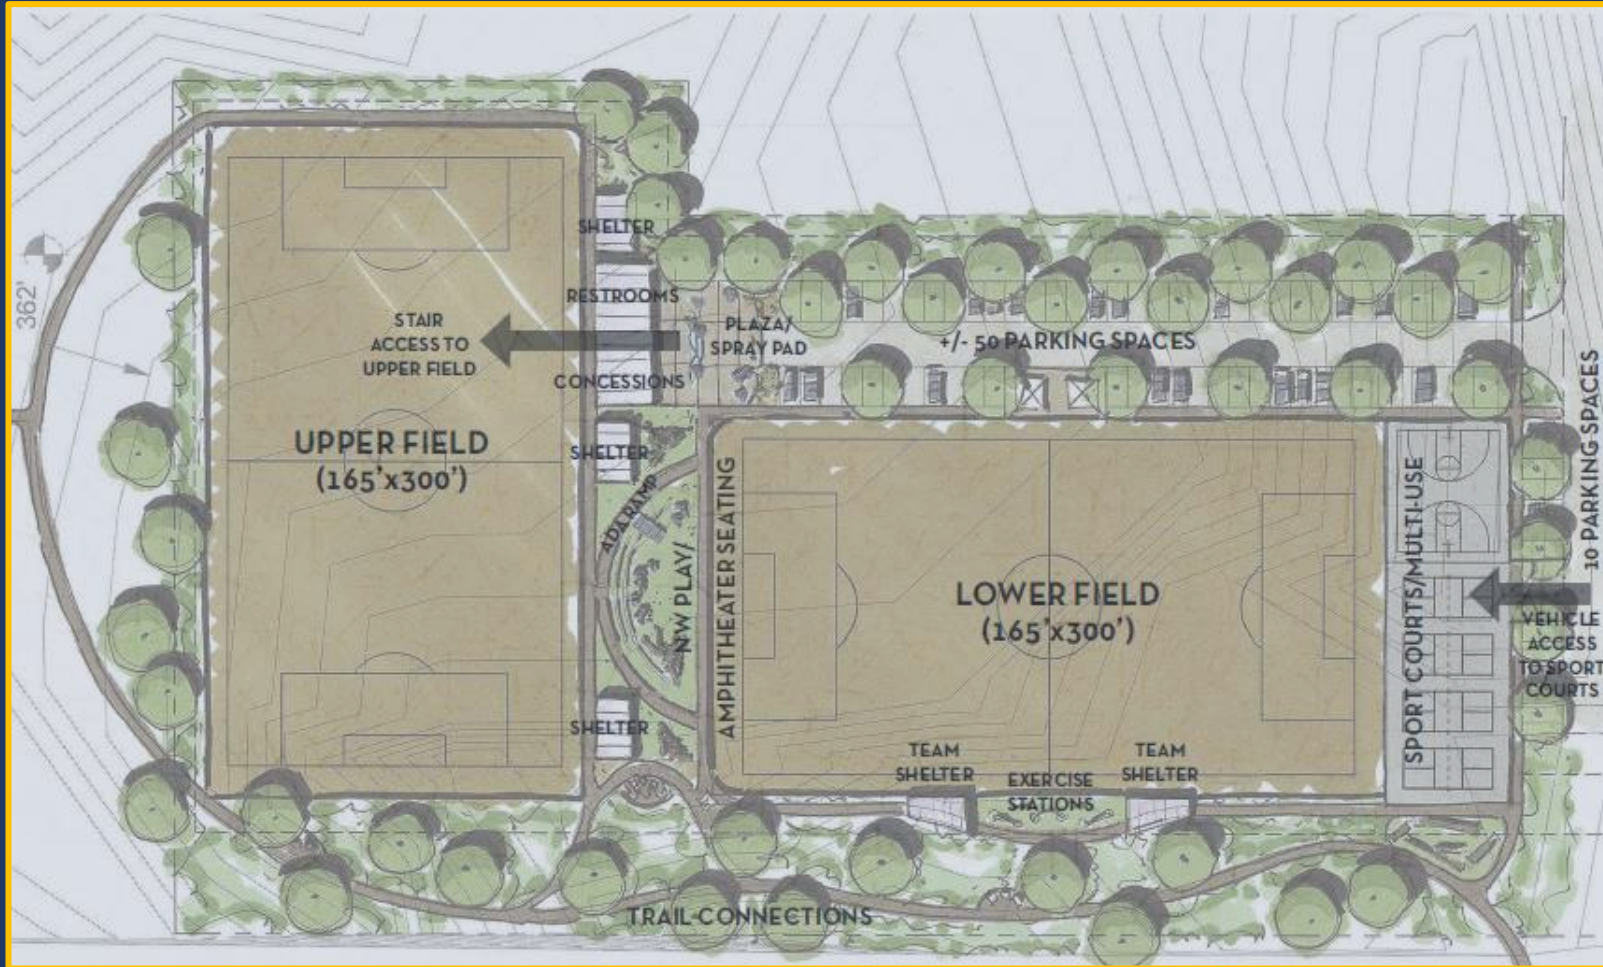 362'
SHELTER
RESTROOMS
STAIR
ACCESS TO
UPPER FIELD
PLAZA/
SPRAY PAD
+/- 50 PARKING SPACES
CONCESSIONS
10 PARKING SPACES
UPPER FIELD
(165'x300')
SHELTER
ADA RAMP
NW PLAY/
AMPHITHEATER SEATING
LOWER FIELD
(165'x300')
SPORT COURTS/MULTI-USE
VEHICLE
ACCESS
TO SPORT
COURTS
SHELTER
TEAM
SHELTER
EXERCISE
STATIONS
TEAM
SHELTER
TRAIL CONNECTIONS